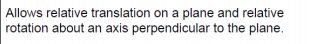 Allows relative translation on a plane and relative
rotation about an axis perpendicular to the plane.